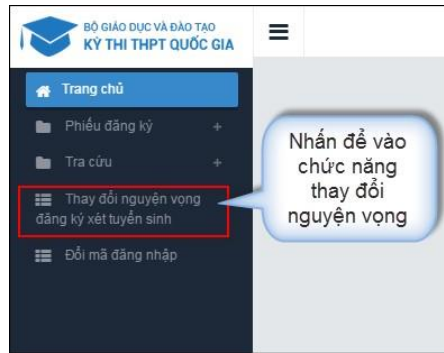 BỘ GIÁO DỤC VÀ ĐÀO TẠO
KỲ THI THPT QUỐC GIA
Trang chủ
Phiếu đăng ký +
Tra cứu +
Thay đổi nguyện vọng
đăng ký xét tuyển sinh
Đổi mã đăng nhập
Nhấn để vào
chức năng
thay đổi
nguyện vọng